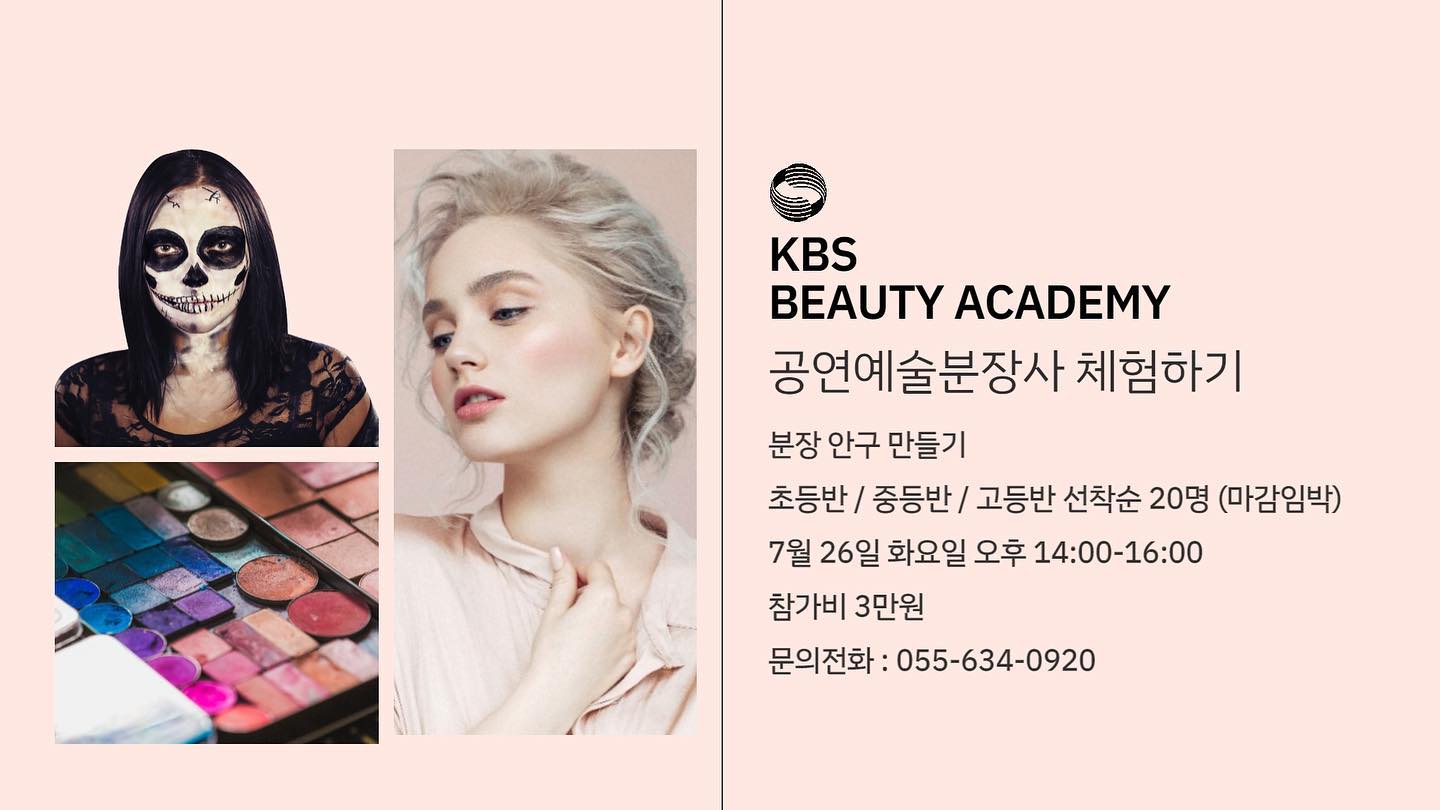 KBS
BEAUTY ACADEMY
공연예술분장사 체험하기
분장 안구 만들기
초등반 / 중등반 / 고등반 선착순 20명 (마감임박)
7월 26일 화요일 오후 14:00-16:00
참가비 3만원
문의전화 : 055-634-0920